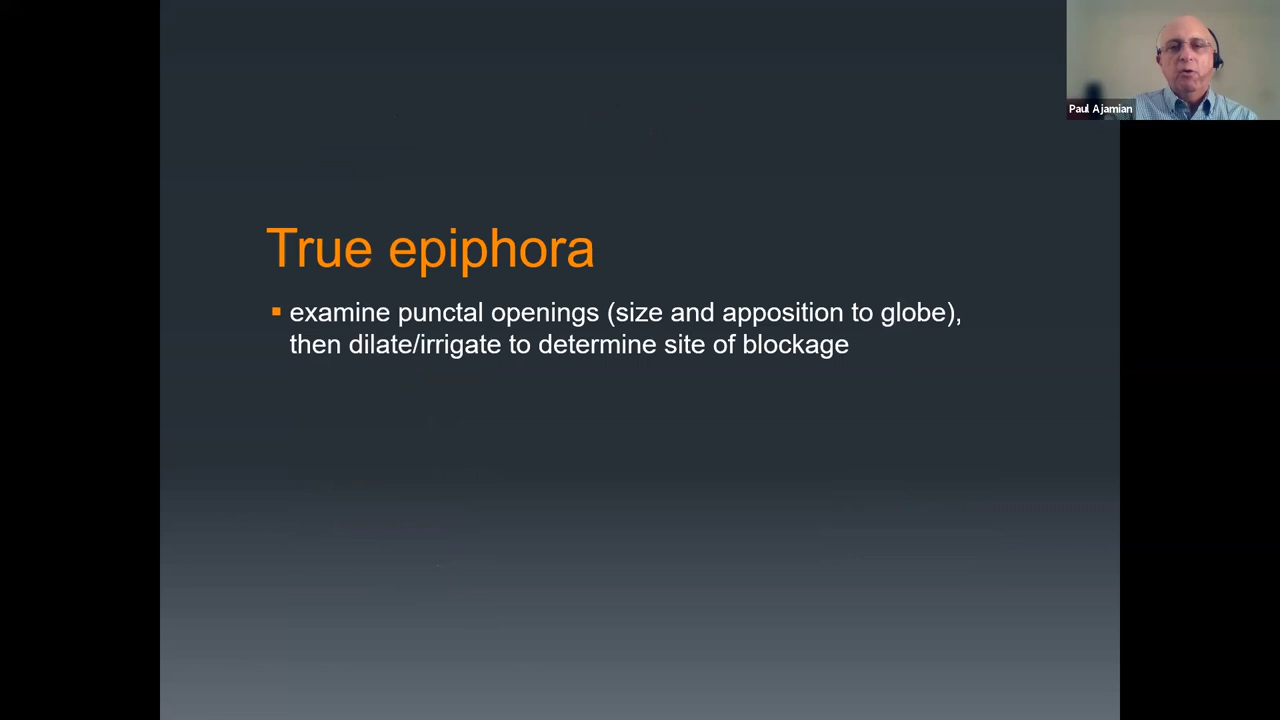 Paul Ajamian
True epiphora
▪ examine punctal openings (size and apposition to globe),
then dilate/irrigate to determine site of blockage